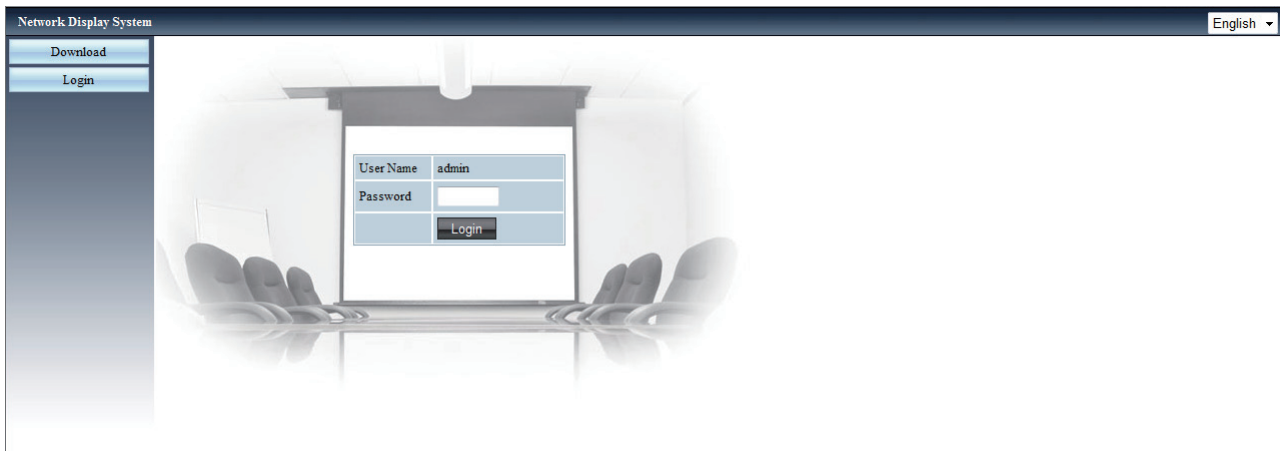 Network Display System
English
Download
Login
User Name admin
Password
Login